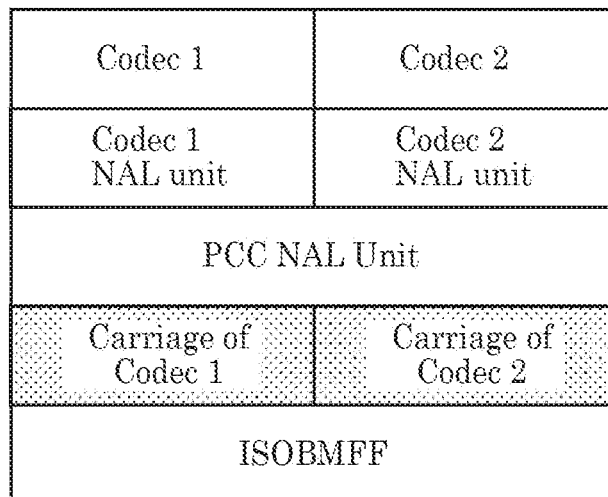 Codec 1
Codec 2
Codec 1
NAL unit
Codec 2
NAL unit
PCC NAL Unit
Carriage of
Codec 1
Carriage of
Codec 2
ISOBMFF